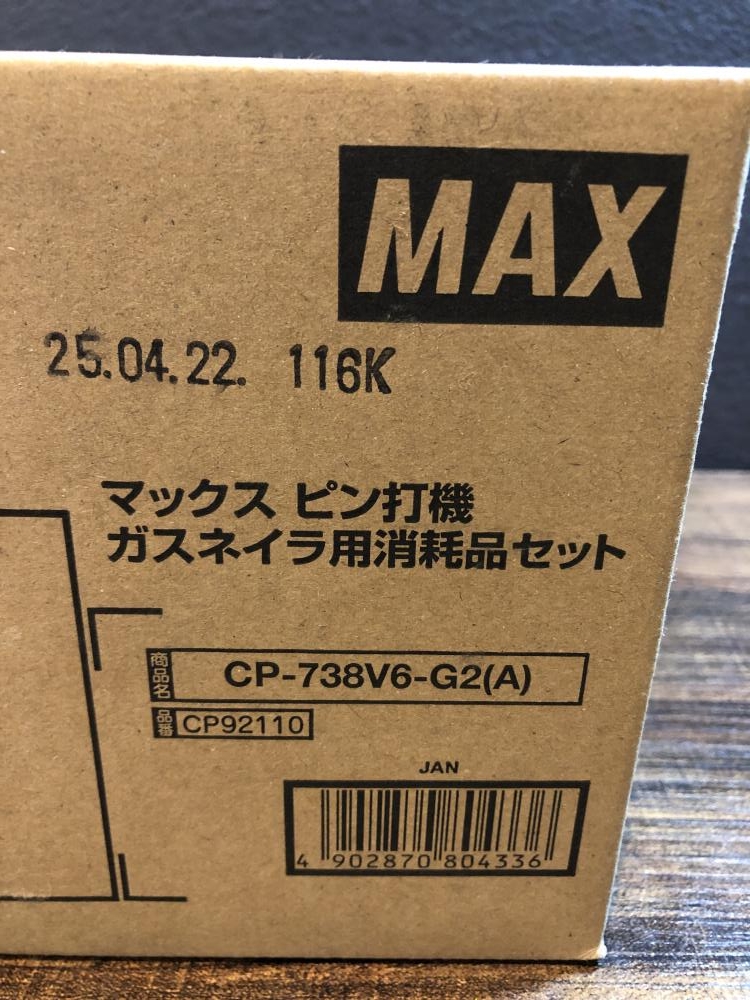 MAX
25.04.22. 116K
マックス ピン打機
ガスネイラ用消耗品セット
商品名 CP-738V6-G2(A)
品番 CP92110
JAN
4 902870 804336